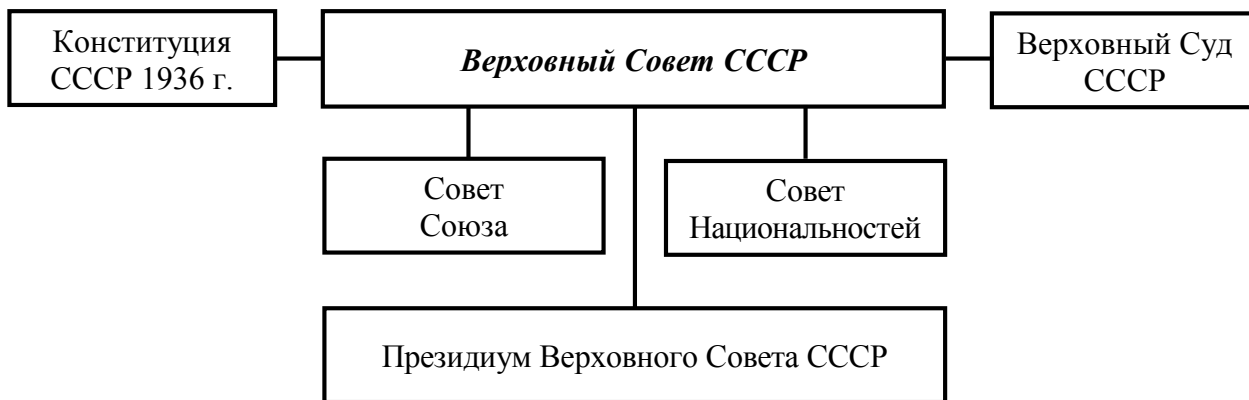 Конституция
СССР 1936 г.
Верховный Совет СССР
Верховный Суд
СССР
Совет
Союза
Совет
Национальностей
Президиум Верховного Совета СССР